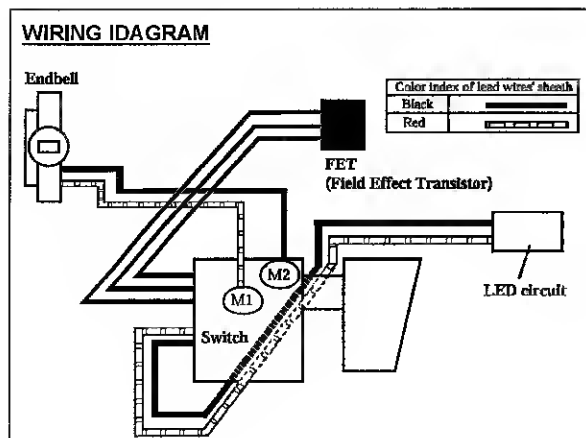 WIRING IDAGRAM
Endbell
Color index of lead wires' sheath
Black
Red
FET
(Field Effect Transistor)
M2
M1
LED circuit
Switch